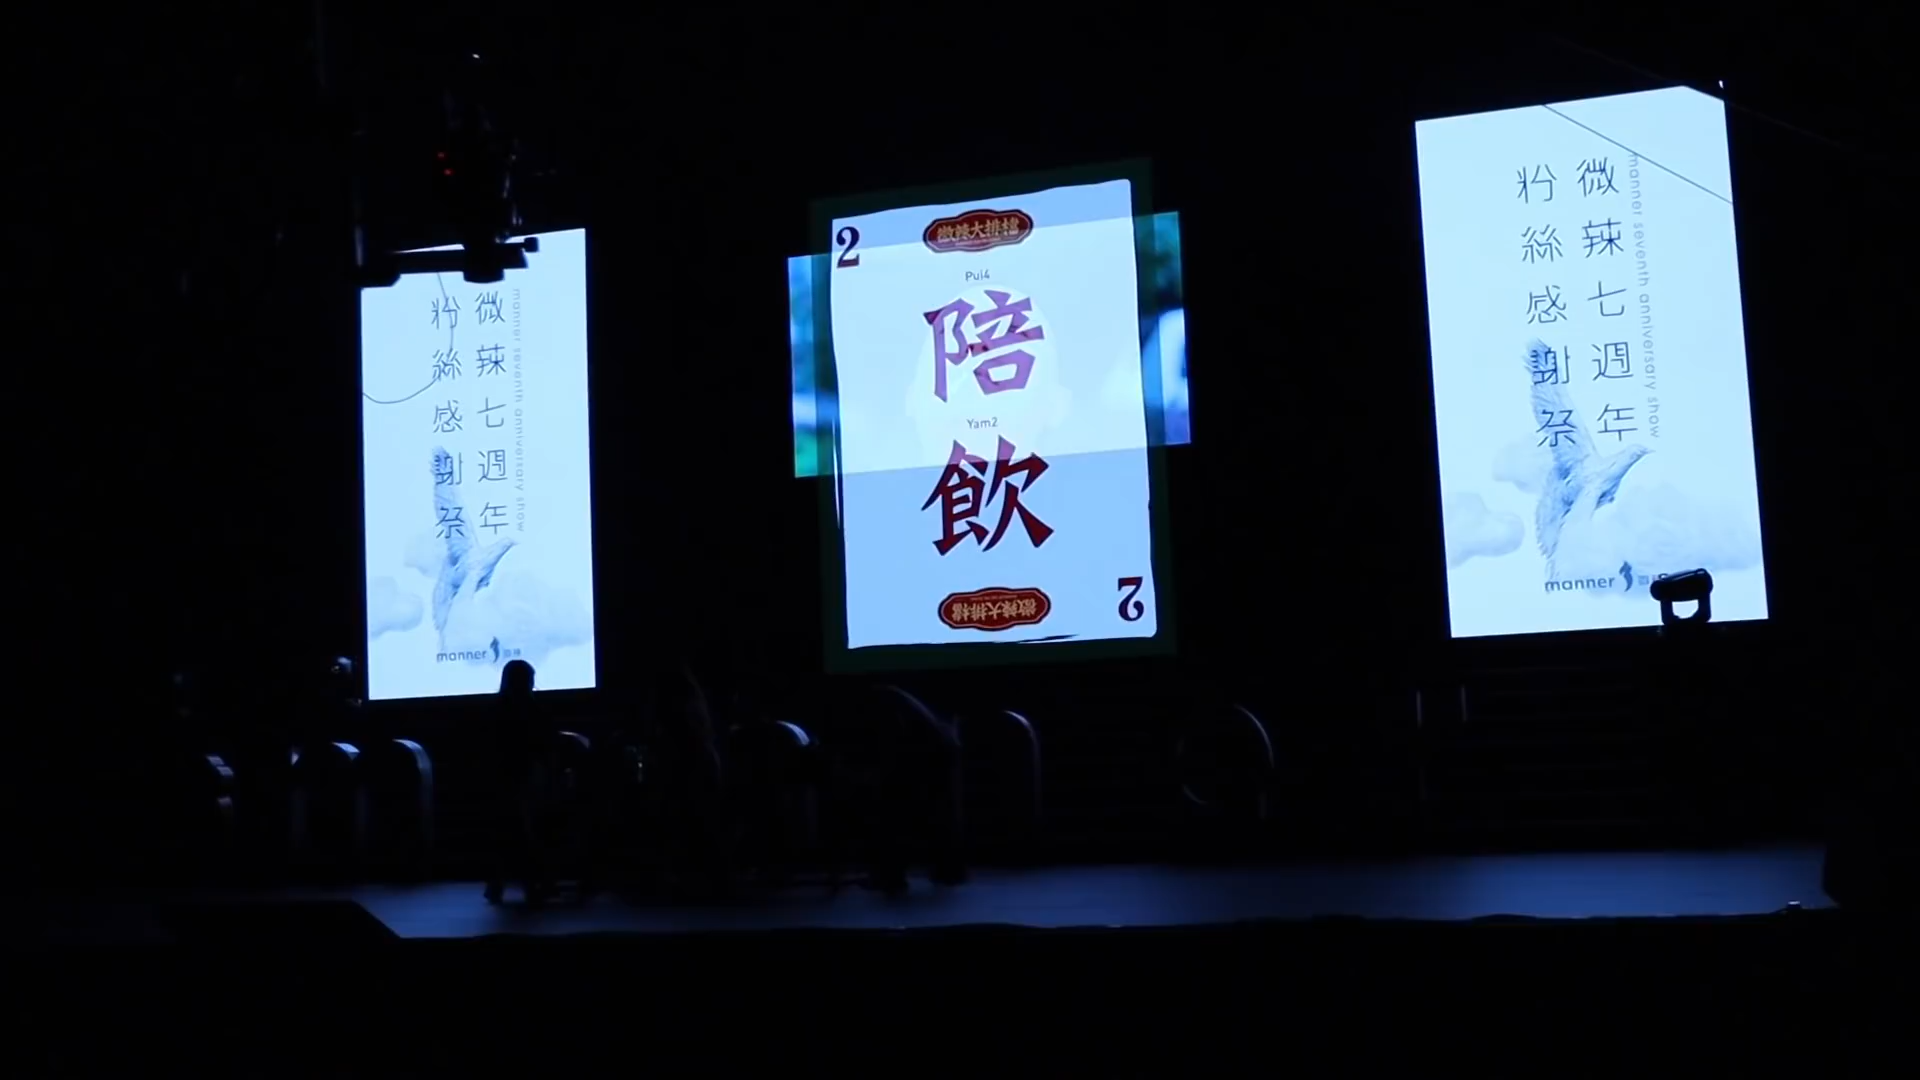 微辣七週年
粉絲感謝祭
manner seventh anniversary show
manner
2
微辣大排檔
Pui4
陪
Yam2
飲
微辣大排檔
2
微辣七週年
粉絲感謝祭
manner seventh anniversary show
manner